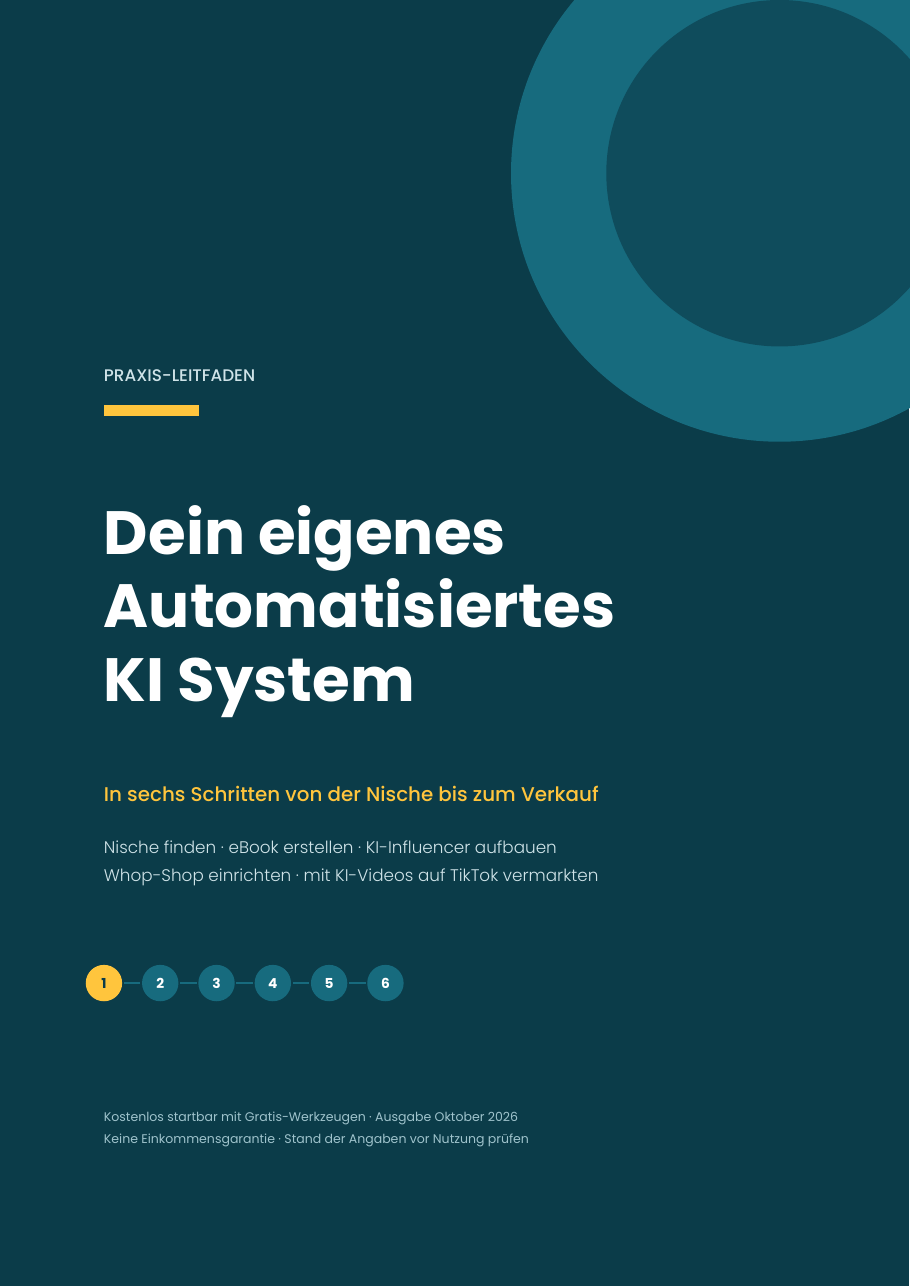 PRAXIS-LEITFADEN
Dein eigenes
Automatisiertes
KI System
In sechs Schritten von der Nische bis zum Verkauf
Nische finden · eBook erstellen · KI-Influencer aufbauen
Whop-Shop einrichten · mit KI-Videos auf TikTok vermarkten
1 2 3 4 5 6
Kostenlos startbar mit Gratis-Werkzeugen · Ausgabe Oktober 2026
Keine Einkommensgarantie · Stand der Angaben vor Nutzung prüfen